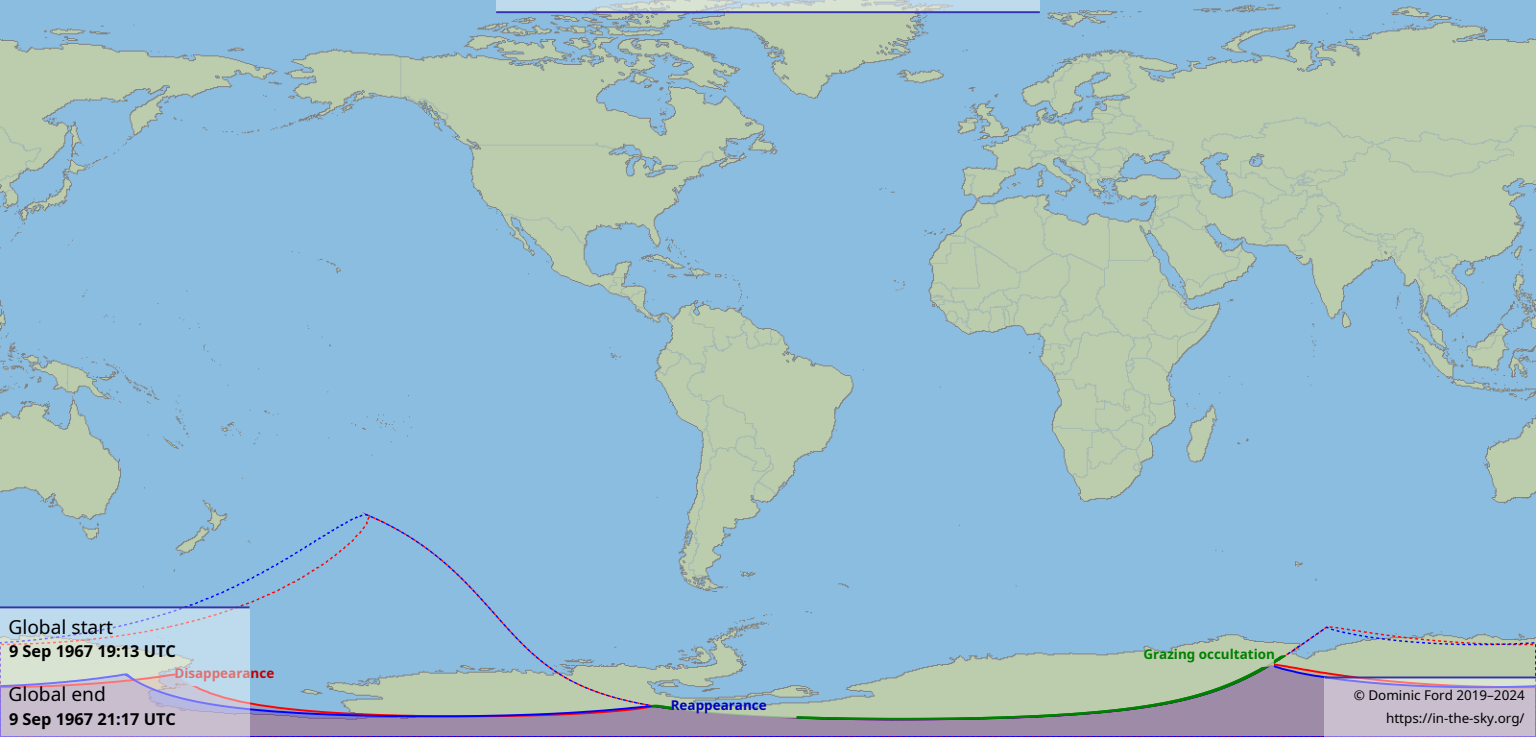 Global start
9 Sep 1967 19:13 UTC
Disappearance
Global end
9 Sep 1967 21:17 UTC
Reappearance
Grazing occultation
© Dominic Ford 2019–2024
https://in-the-sky.org/